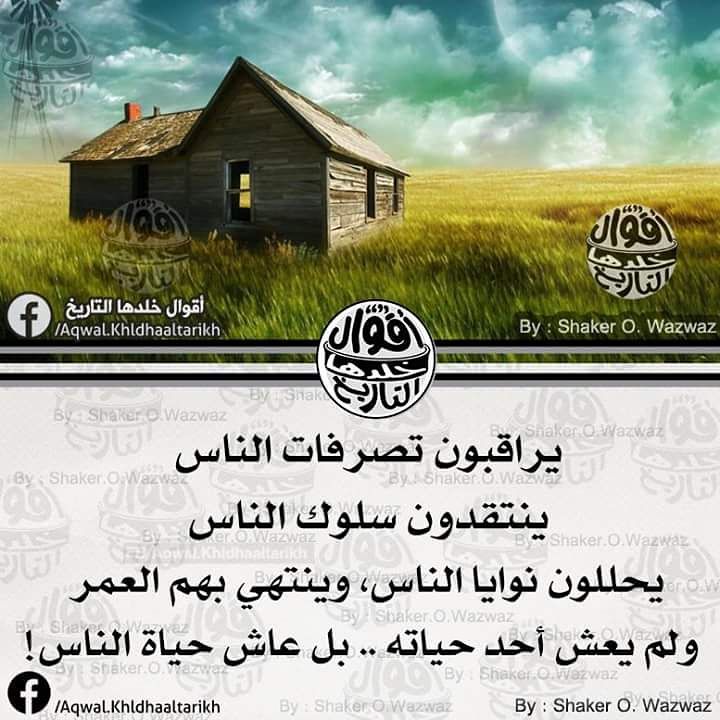 أقوال خلدها التاريخ
/Aqwal.Khldhaaltarikh
By : Shaker O. Wazwaz
أقوال
خلدها
التاريخ
يراقبون تصرفات الناس
ينتقدون سلوك الناس
يحللون نوايا الناس، وينتهي بهم العمر
ولم يعش أحد حياته .. بل عاش حياة الناس!
/Aqwal.Khldhaaltarikh
By : Shaker O. Wazwaz